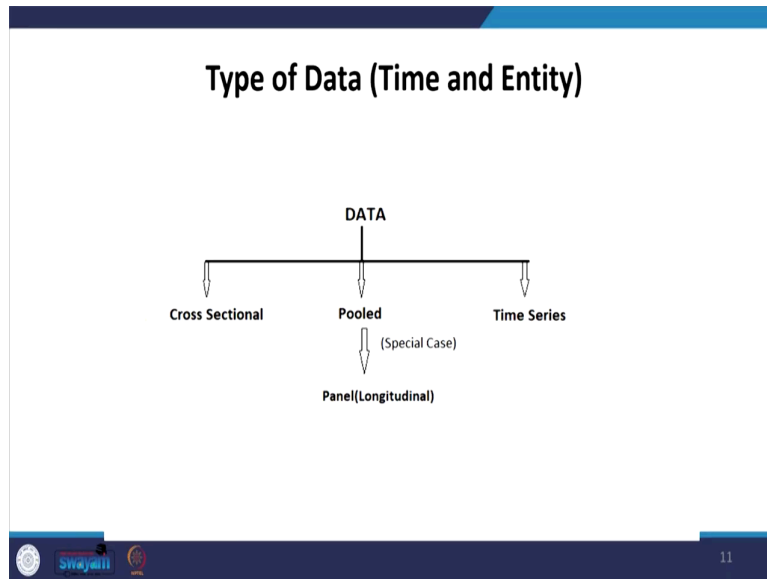 Type of Data (Time and Entity)
DATA
Cross Sectional
Pooled
Time Series
(Special Case)
Panel(Longitudinal)
swayam
11